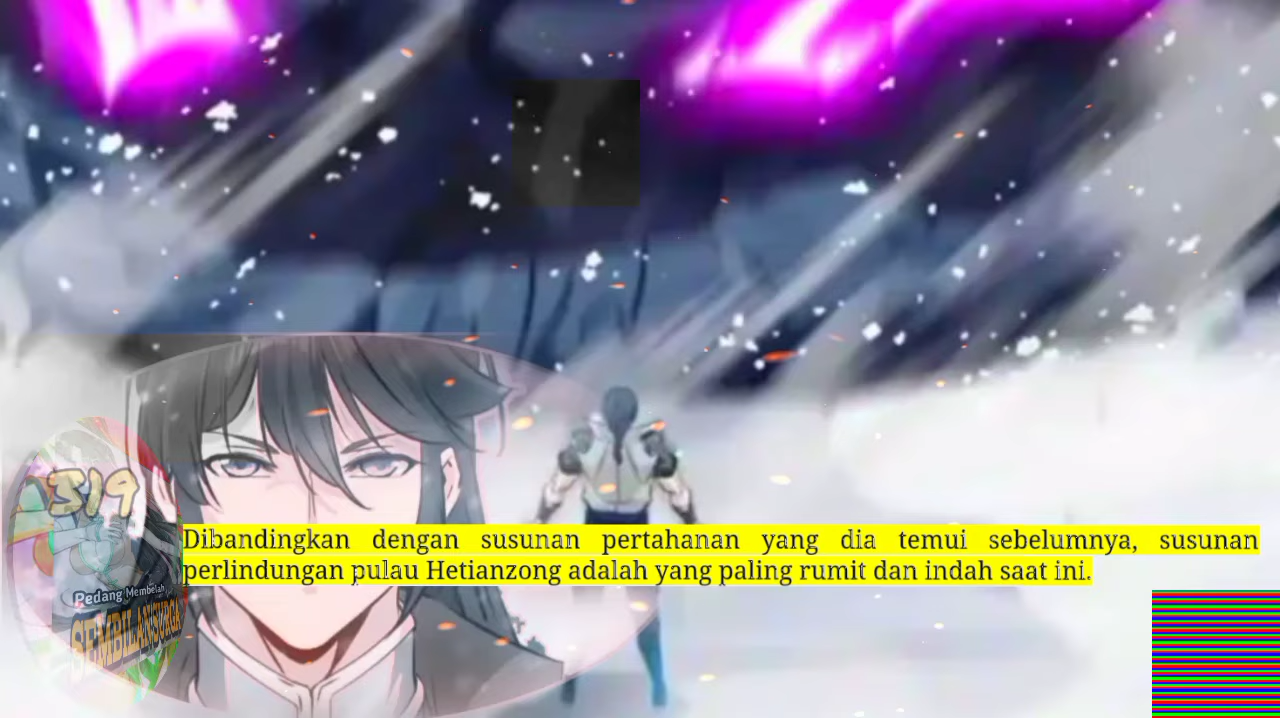 319
Dibandingkan dengan susunan pertahanan yang dia temui sebelumnya, susunan
perlindungan pulau Hetianzong adalah yang paling rumit dan indah saat ini.
Pedang Membelah
SEMBILAN SURGA